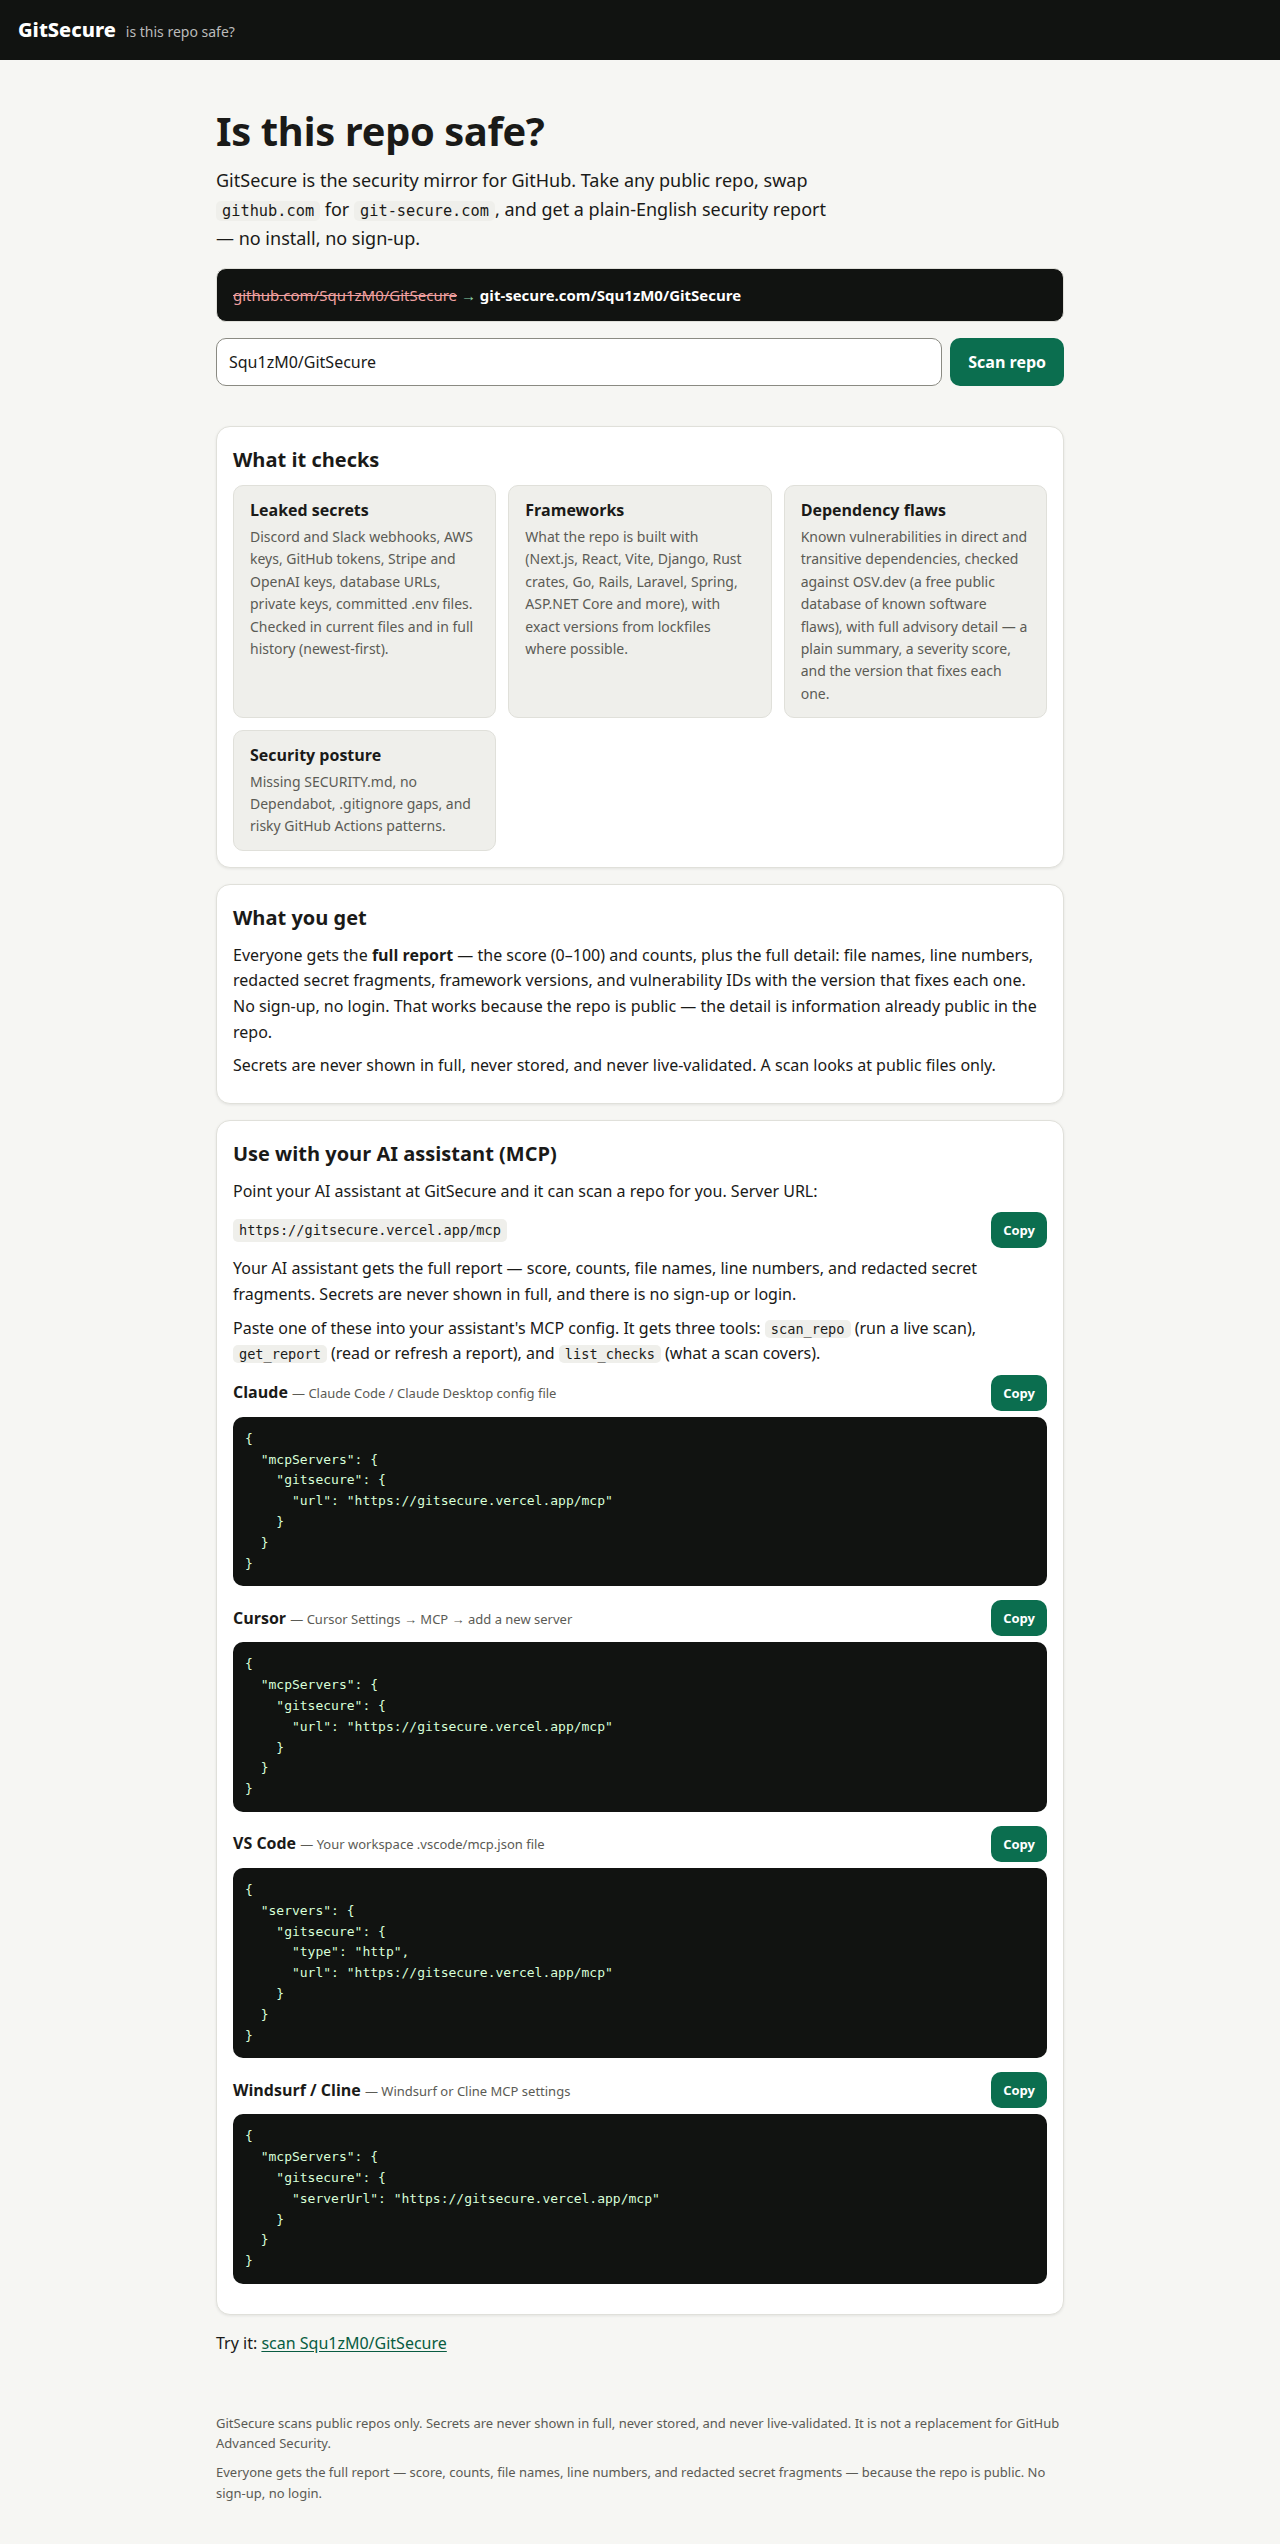 GitSecure is this repo safe?
Is this repo safe?
GitSecure is the security mirror for GitHub. Take any public repo, swap
github.com for git-secure.com, and get a plain-English security report
— no install, no sign-up.
github.com/Squ1zM0/GitSecure → git-secure.com/Squ1zM0/GitSecure
Squ1zM0/GitSecure
Scan repo
What it checks
Leaked secrets
Discord and Slack webhooks, AWS
keys, GitHub tokens, Stripe and
OpenAI keys, database URLs,
private keys, committed .env files.
Checked in current files and in full
history (newest-first).
Frameworks
What the repo is built with
(Next.js, React, Vite, Django, Rust
crates, Go, Rails, Laravel, Spring,
ASP.NET Core and more), with
exact versions from lockfiles
where possible.
Dependency flaws
Known vulnerabilities in direct and
transitive dependencies, checked
against OSV.dev (a free public
database of known software
flaws), with full advisory detail — a
plain summary, a severity score,
and the version that fixes each
one.
Security posture
Missing SECURITY.md, no
Dependabot, .gitignore gaps, and
risky GitHub Actions patterns.
What you get
Everyone gets the full report — the score (0–100) and counts, plus the full detail: file names, line numbers,
redacted secret fragments, framework versions, and vulnerability IDs with the version that fixes each one.
No sign-up, no login. That works because the repo is public — the detail is information already public in the
repo.
Secrets are never shown in full, never stored, and never live-validated. A scan looks at public files only.
Use with your AI assistant (MCP)
Point your AI assistant at GitSecure and it can scan a repo for you. Server URL:
https://gitsecure.vercel.app/mcp
Copy
Your AI assistant gets the full report — score, counts, file names, line numbers, and redacted secret
fragments. Secrets are never shown in full, and there is no sign-up or login.
Paste one of these into your assistant's MCP config. It gets three tools: scan_repo (run a live scan),
get_report (read or refresh a report), and list_checks (what a scan covers).
Claude — Claude Code / Claude Desktop config file
Copy
{
  "mcpServers": {
    "gitsecure": {
      "url": "https://gitsecure.vercel.app/mcp"
    }
  }
}
Cursor — Cursor Settings → MCP → add a new server
Copy
{
  "mcpServers": {
    "gitsecure": {
      "url": "https://gitsecure.vercel.app/mcp"
    }
  }
}
VS Code — Your workspace .vscode/mcp.json file
Copy
{
  "servers": {
    "gitsecure": {
      "type": "http",
      "url": "https://gitsecure.vercel.app/mcp"
    }
  }
}
Windsurf / Cline — Windsurf or Cline MCP settings
Copy
{
  "mcpServers": {
    "gitsecure": {
      "serverUrl": "https://gitsecure.vercel.app/mcp"
    }
  }
}
Try it: scan Squ1zM0/GitSecure
GitSecure scans public repos only. Secrets are never shown in full, never stored, and never live-validated. It is not a replacement for GitHub
Advanced Security.
Everyone gets the full report — score, counts, file names, line numbers, and redacted secret fragments — because the repo is public. No
sign-up, no login.